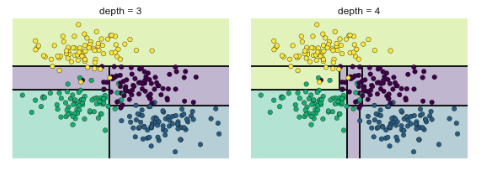 depth = 3
depth = 4